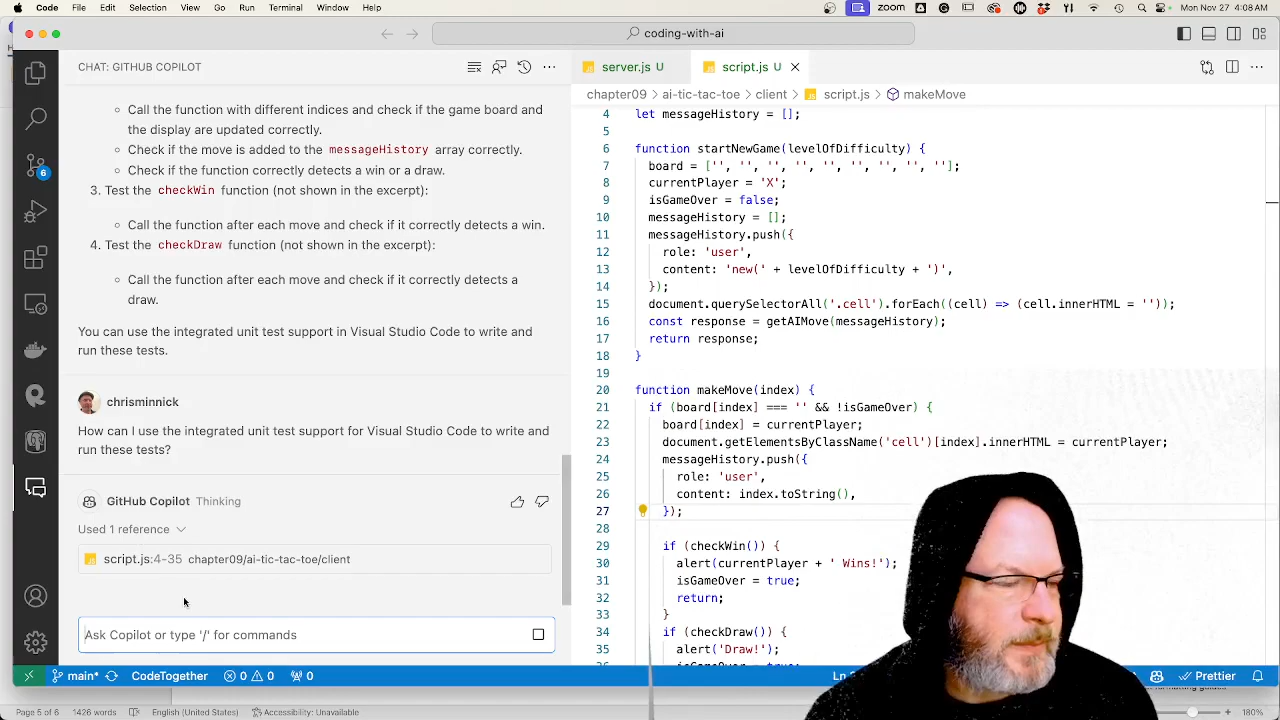 Code File Edit Selection View Go Run Terminal Window Help
zoom
Mon Nov 27 4:08 AM
coding-with-ai
CHAT: GITHUB COPILOT
Call the function with different indices and check if the game board and
the display are updated correctly.
Check if the move is added to the messageHistory array correctly.
Check if the function correctly detects a win or a draw.
3. Test the checkWin function (not shown in the excerpt):
Call the function after each move and check if it correctly detects a win.
4. Test the checkDraw function (not shown in the excerpt):
Call the function after each move and check if it correctly detects a
draw.
You can use the integrated unit test support in Visual Studio Code to write and
run these tests.
chrisminnick
How can I use the integrated unit test support for Visual Studio Code to write and
run these tests?
GitHub Copilot Thinking
Used 1 reference
script.js:4-35 chapter09/ai-tic-tac-toe/client
Ask Copilot or type '/' for commands
6
server.js U
script.js U
chapter09 > ai-tic-tac-toe > client > script.js > makeMove
4 let messageHistory = [];
5
6 function startNewGame(levelOfDifficulty) {
7 board = ['', '', '', '', '', '', '', '', ''];
8 currentPlayer = 'X';
9 isGameOver = false;
10 messageHistory = [];
11 messageHistory.push({
12 role: 'user',
13 content: 'new(' + levelOfDifficulty + ')',
14 });
15 document.querySelectorAll('.cell').forEach((cell) => (cell.innerHTML = ''));
16 const response = getAIMove(messageHistory);
17 return response;
18 }
19
20 function makeMove(index) {
21 if (board[index] === '' && !isGameOver) {
22 board[index] = currentPlayer;
23 document.getElementsByClassName('cell')[index].innerHTML = currentPlayer;
24 messageHistory.push({
25 role: 'user',
26 content: index.toString(),
27 });
28
29 if (checkWin()) {
30 alert(currentPlayer + ' Wins!');
31 isGameOver = true;
32 return;
33 }
34 if (checkDraw()) {
35 alert('Draw!');
main* CodeTogether 0 0 0
Prettier
Page 5 of 6 1426 words English (United States) Accessibility: Unavailable
180%